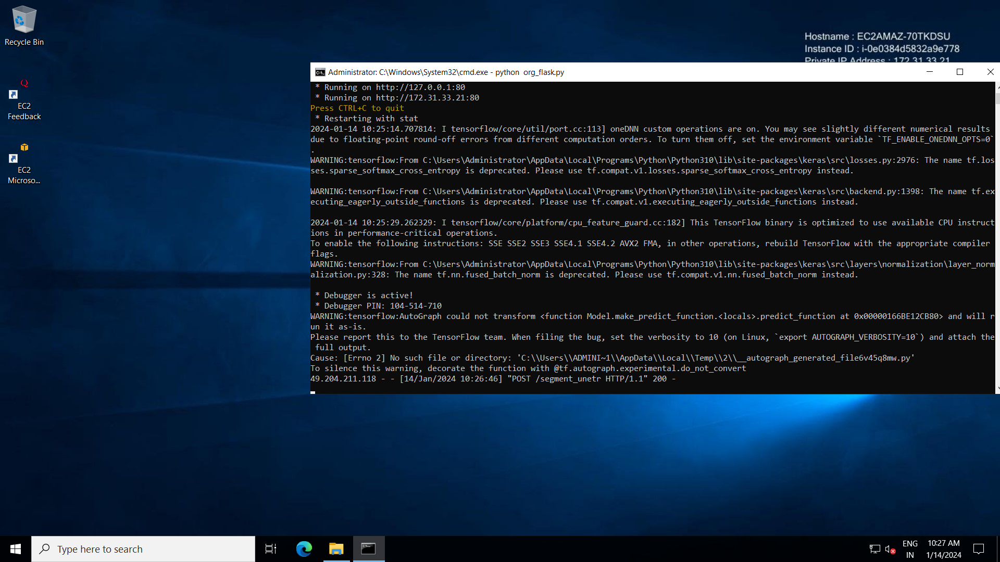 Recycle Bin
EC2
Feedback
EC2
Microso...
Hostname : EC2AMAZ-70TKDSU
Instance ID : i-0e0384d5832a9e778
Private IP Address : 172.31.33.21
Administrator: C:\Windows\System32\cmd.exe - python  org_flask.py
 * Running on http://127.0.0.1:80
 * Running on http://172.31.33.21:80
Press CTRL+C to quit
 * Restarting with stat
2024-01-14 10:25:14.707814: I tensorflow/core/util/port.cc:113] oneDNN custom operations are on. You may see slightly different numerical results
due to floating-point round-off errors from different computation orders. To turn them off, set the environment variable `TF_ENABLE_ONEDNN_OPTS=0`
.
WARNING:tensorflow:From C:\Users\Administrator\AppData\Local\Programs\Python\Python310\lib\site-packages\keras\src\losses.py:2976: The name tf.los
ses.sparse_softmax_cross_entropy is deprecated. Please use tf.compat.v1.losses.sparse_softmax_cross_entropy instead.
WARNING:tensorflow:From C:\Users\Administrator\AppData\Local\Programs\Python\Python310\lib\site-packages\keras\src\backend.py:1398: The name tf.ex
ecuting_eagerly_outside_functions is deprecated. Please use tf.compat.v1.executing_eagerly_outside_functions instead.
2024-01-14 10:25:29.262329: I tensorflow/core/platform/cpu_feature_guard.cc:182] This TensorFlow binary is optimized to use available CPU instruct
ions in performance-critical operations.
To enable the following instructions: SSE SSE2 SSE3 SSE4.1 SSE4.2 AVX2 FMA, in other operations, rebuild TensorFlow with the appropriate compiler
flags.
WARNING:tensorflow:From C:\Users\Administrator\AppData\Local\Programs\Python\Python310\lib\site-packages\keras\src\layers\normalization\layer_norm
alization.py:328: The name tf.nn.fused_batch_norm is deprecated. Please use tf.compat.v1.nn.fused_batch_norm instead.
 * Debugger is active!
 * Debugger PIN: 104-514-710
WARNING:tensorflow:AutoGraph could not transform <function Model.make_predict_function.<locals>.predict_function at 0x00000166BE12CB80> and will r
un it as-is.
Please report this to the TensorFlow team. When filing the bug, set the verbosity to 10 (on Linux, `export AUTOGRAPH_VERBOSITY=10`) and attach the
 full output.
Cause: [Errno 2] No such file or directory: 'C:\\Users\\ADMINI~1\\AppData\\Local\\Temp\\2\\__autograph_generated_file6v45q8mw.py'
To silence this warning, decorate the function with @tf.autograph.experimental.do_not_convert
49.204.211.118 - - [14/Jan/2024 10:26:46] "POST /segment_unetr HTTP/1.1" 200 -
Type here to search
ENG
IN
10:27 AM
1/14/2024